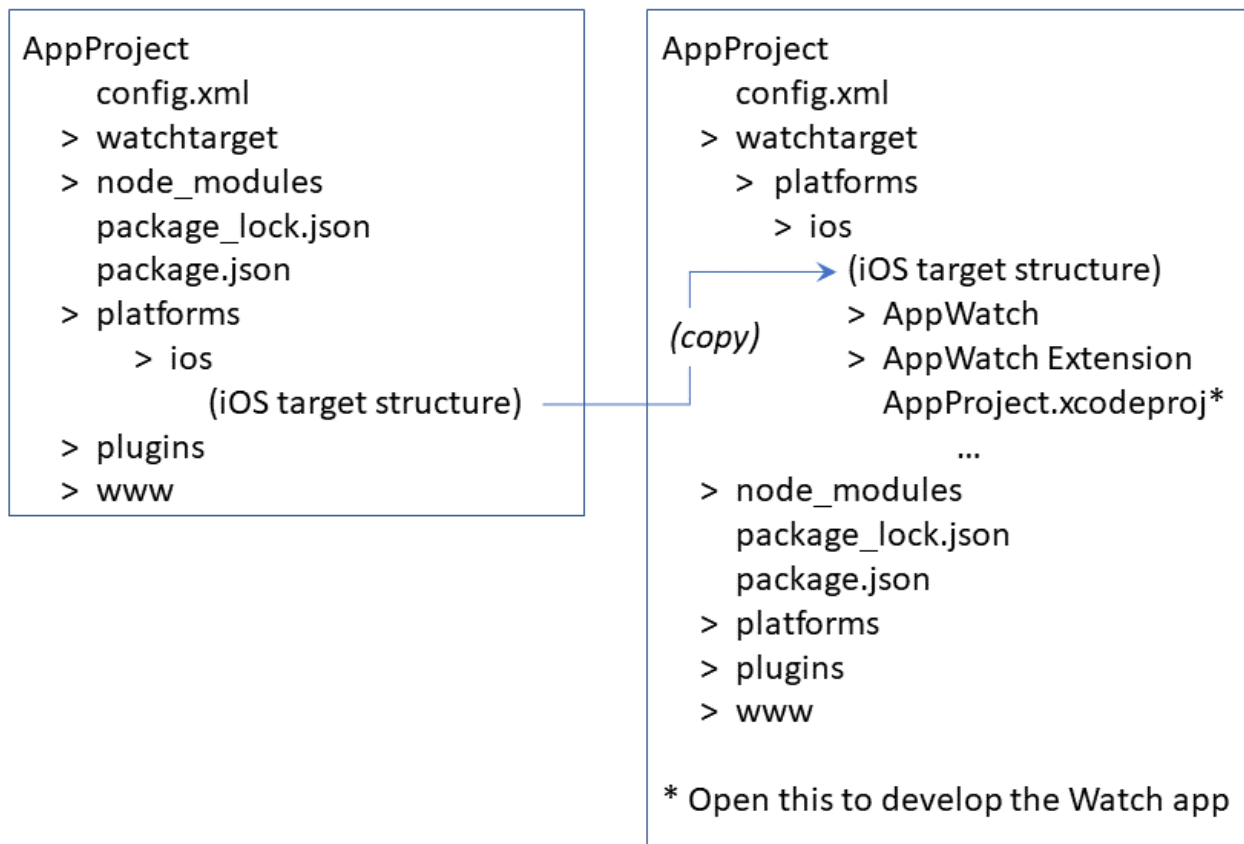 AppProject
config.xml
> watchtarget
> node_modules
package_lock.json
package.json
> platforms
> ios
(iOS target structure)
> plugins
> www
(copy)
AppProject
config.xml
> watchtarget
> platforms
> ios
(iOS target structure)
> AppWatch
> AppWatch Extension
AppProject.xcodeproj*
...
> node_modules
package_lock.json
package.json
> platforms
> plugins
> www
* Open this to develop the Watch app